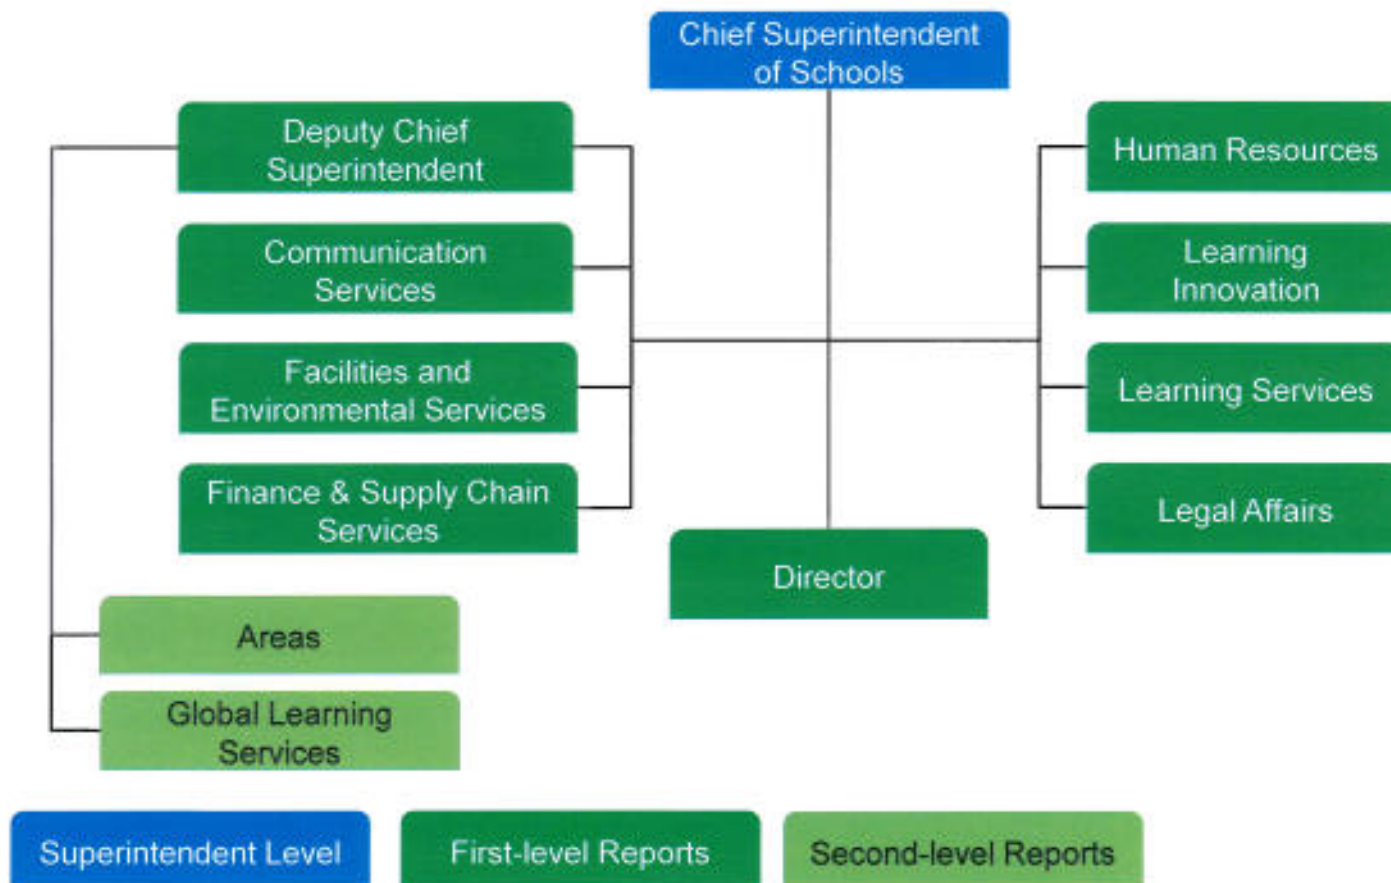 Chief Superintendent
of Schools
Deputy Chief
Superintendent
Communication
Services
Facilities and
Environmental Services
Finance & Supply Chain
Services
Human Resources
Learning
Innovation
Learning Services
Legal Affairs
Director
Areas
Global Learning
Services
Superintendent Level
First-level Reports
Second-level Reports